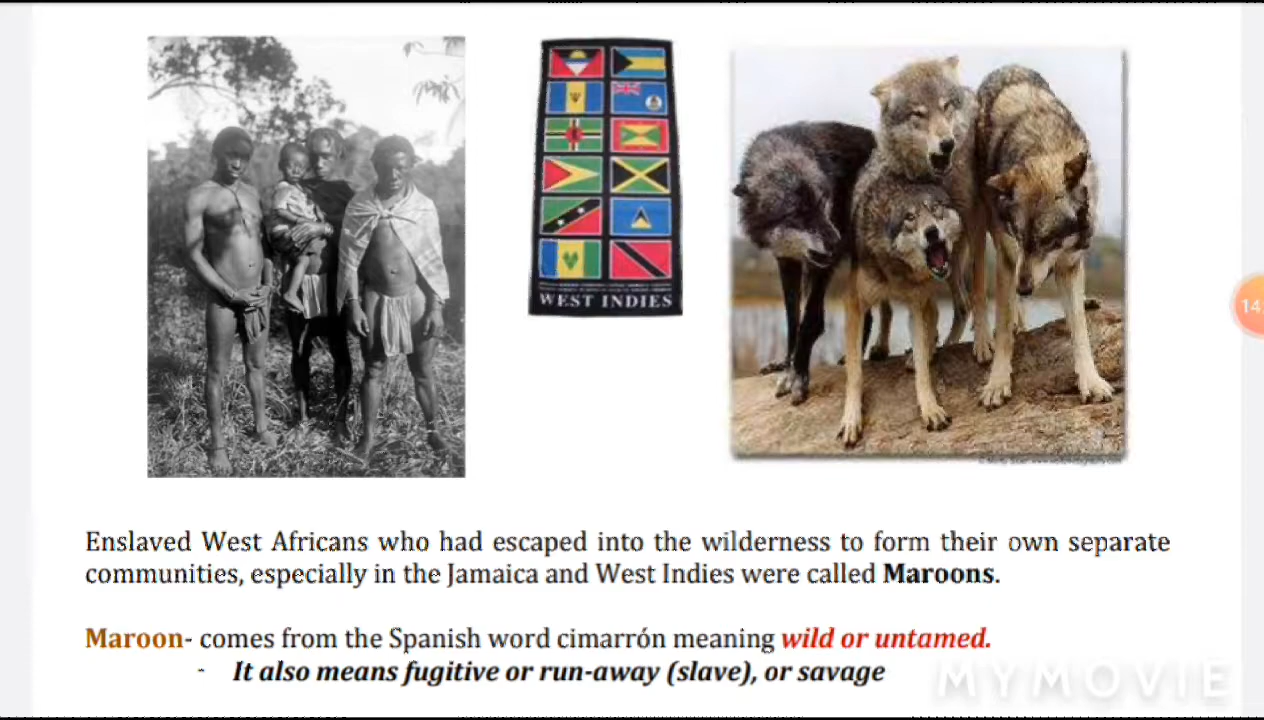 WEST INDIES
14
Enslaved West Africans who had escaped into the wilderness to form their own separate
communities, especially in the Jamaica and West Indies were called Maroons.
Maroon- comes from the Spanish word cimarrón meaning wild or untamed.
- It also means fugitive or run-away (slave), or savage
MYMOVIE